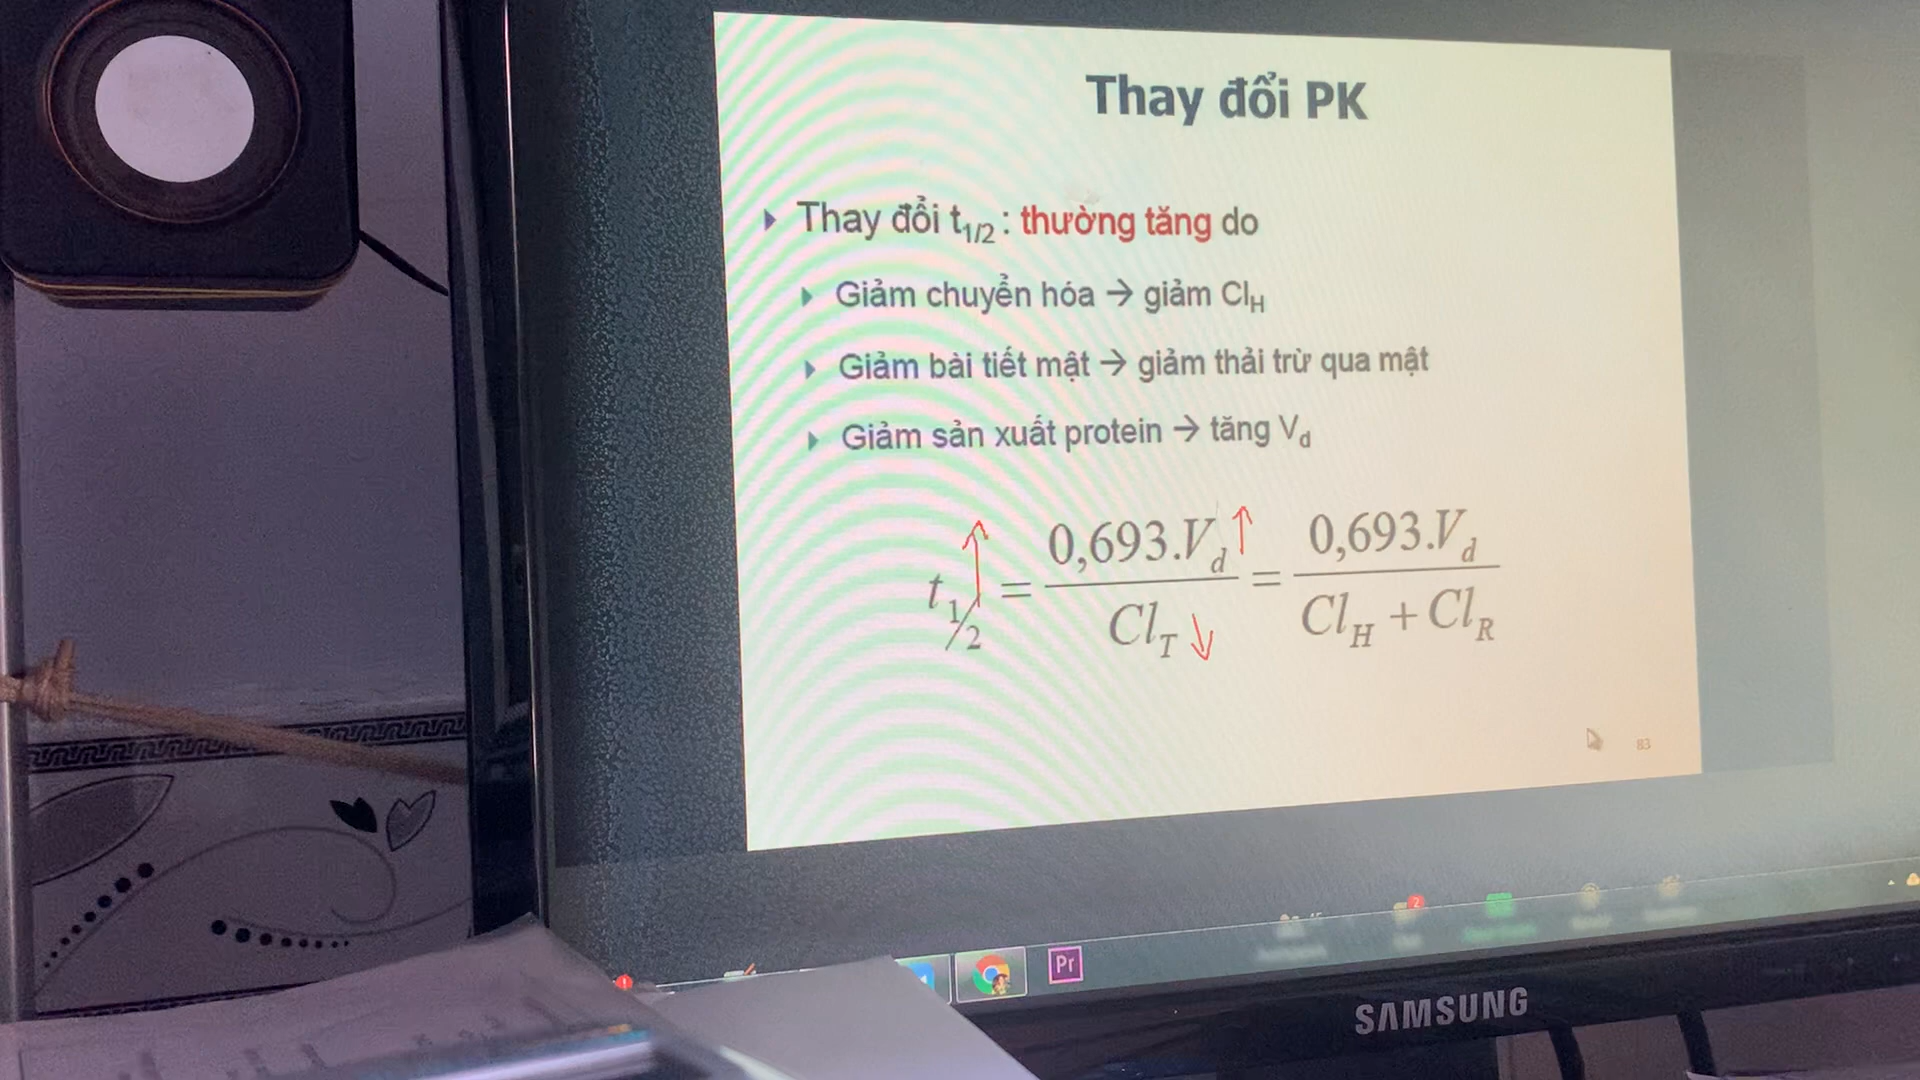 Thay đổi PK
Thay đổi t1/2 : thường tăng do
Giảm chuyển hóa → giảm ClH
Giảm bài tiết mật → giảm thải trừ qua mật
Giảm sản xuất protein → tăng Vd
t1/2 ↑ = 0,693.Vd ↑ / ClT ↓ = 0,693.Vd / ClH + ClR
83
2
Pr
SAMSUNG